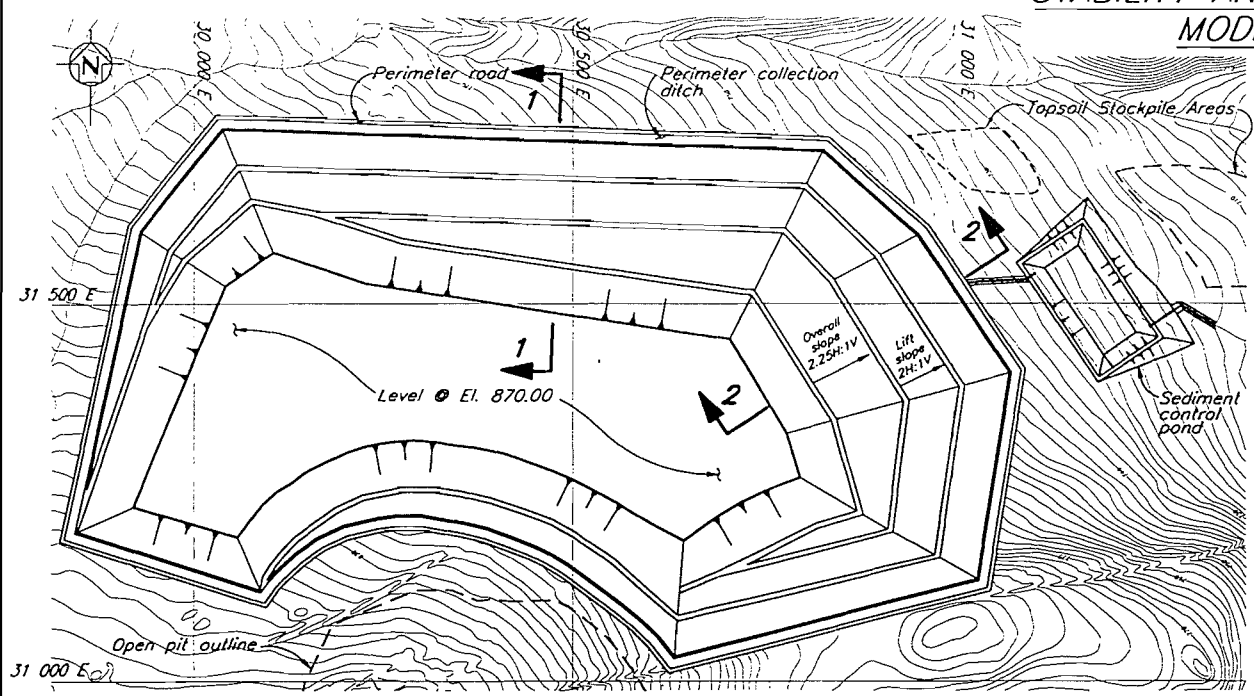 MOD
N
30,000 E
30 500 E
31 000 E
Perimeter road
1
Perimeter collection
ditch
Topsoil Stockpile Areas
2
31 500 E
Overall
slope
2.25H:1V
Lift
slope
2H:1V
1
Level @ El. 870.00
2
Sediment
control
pond
Open pit outline
31 000 E